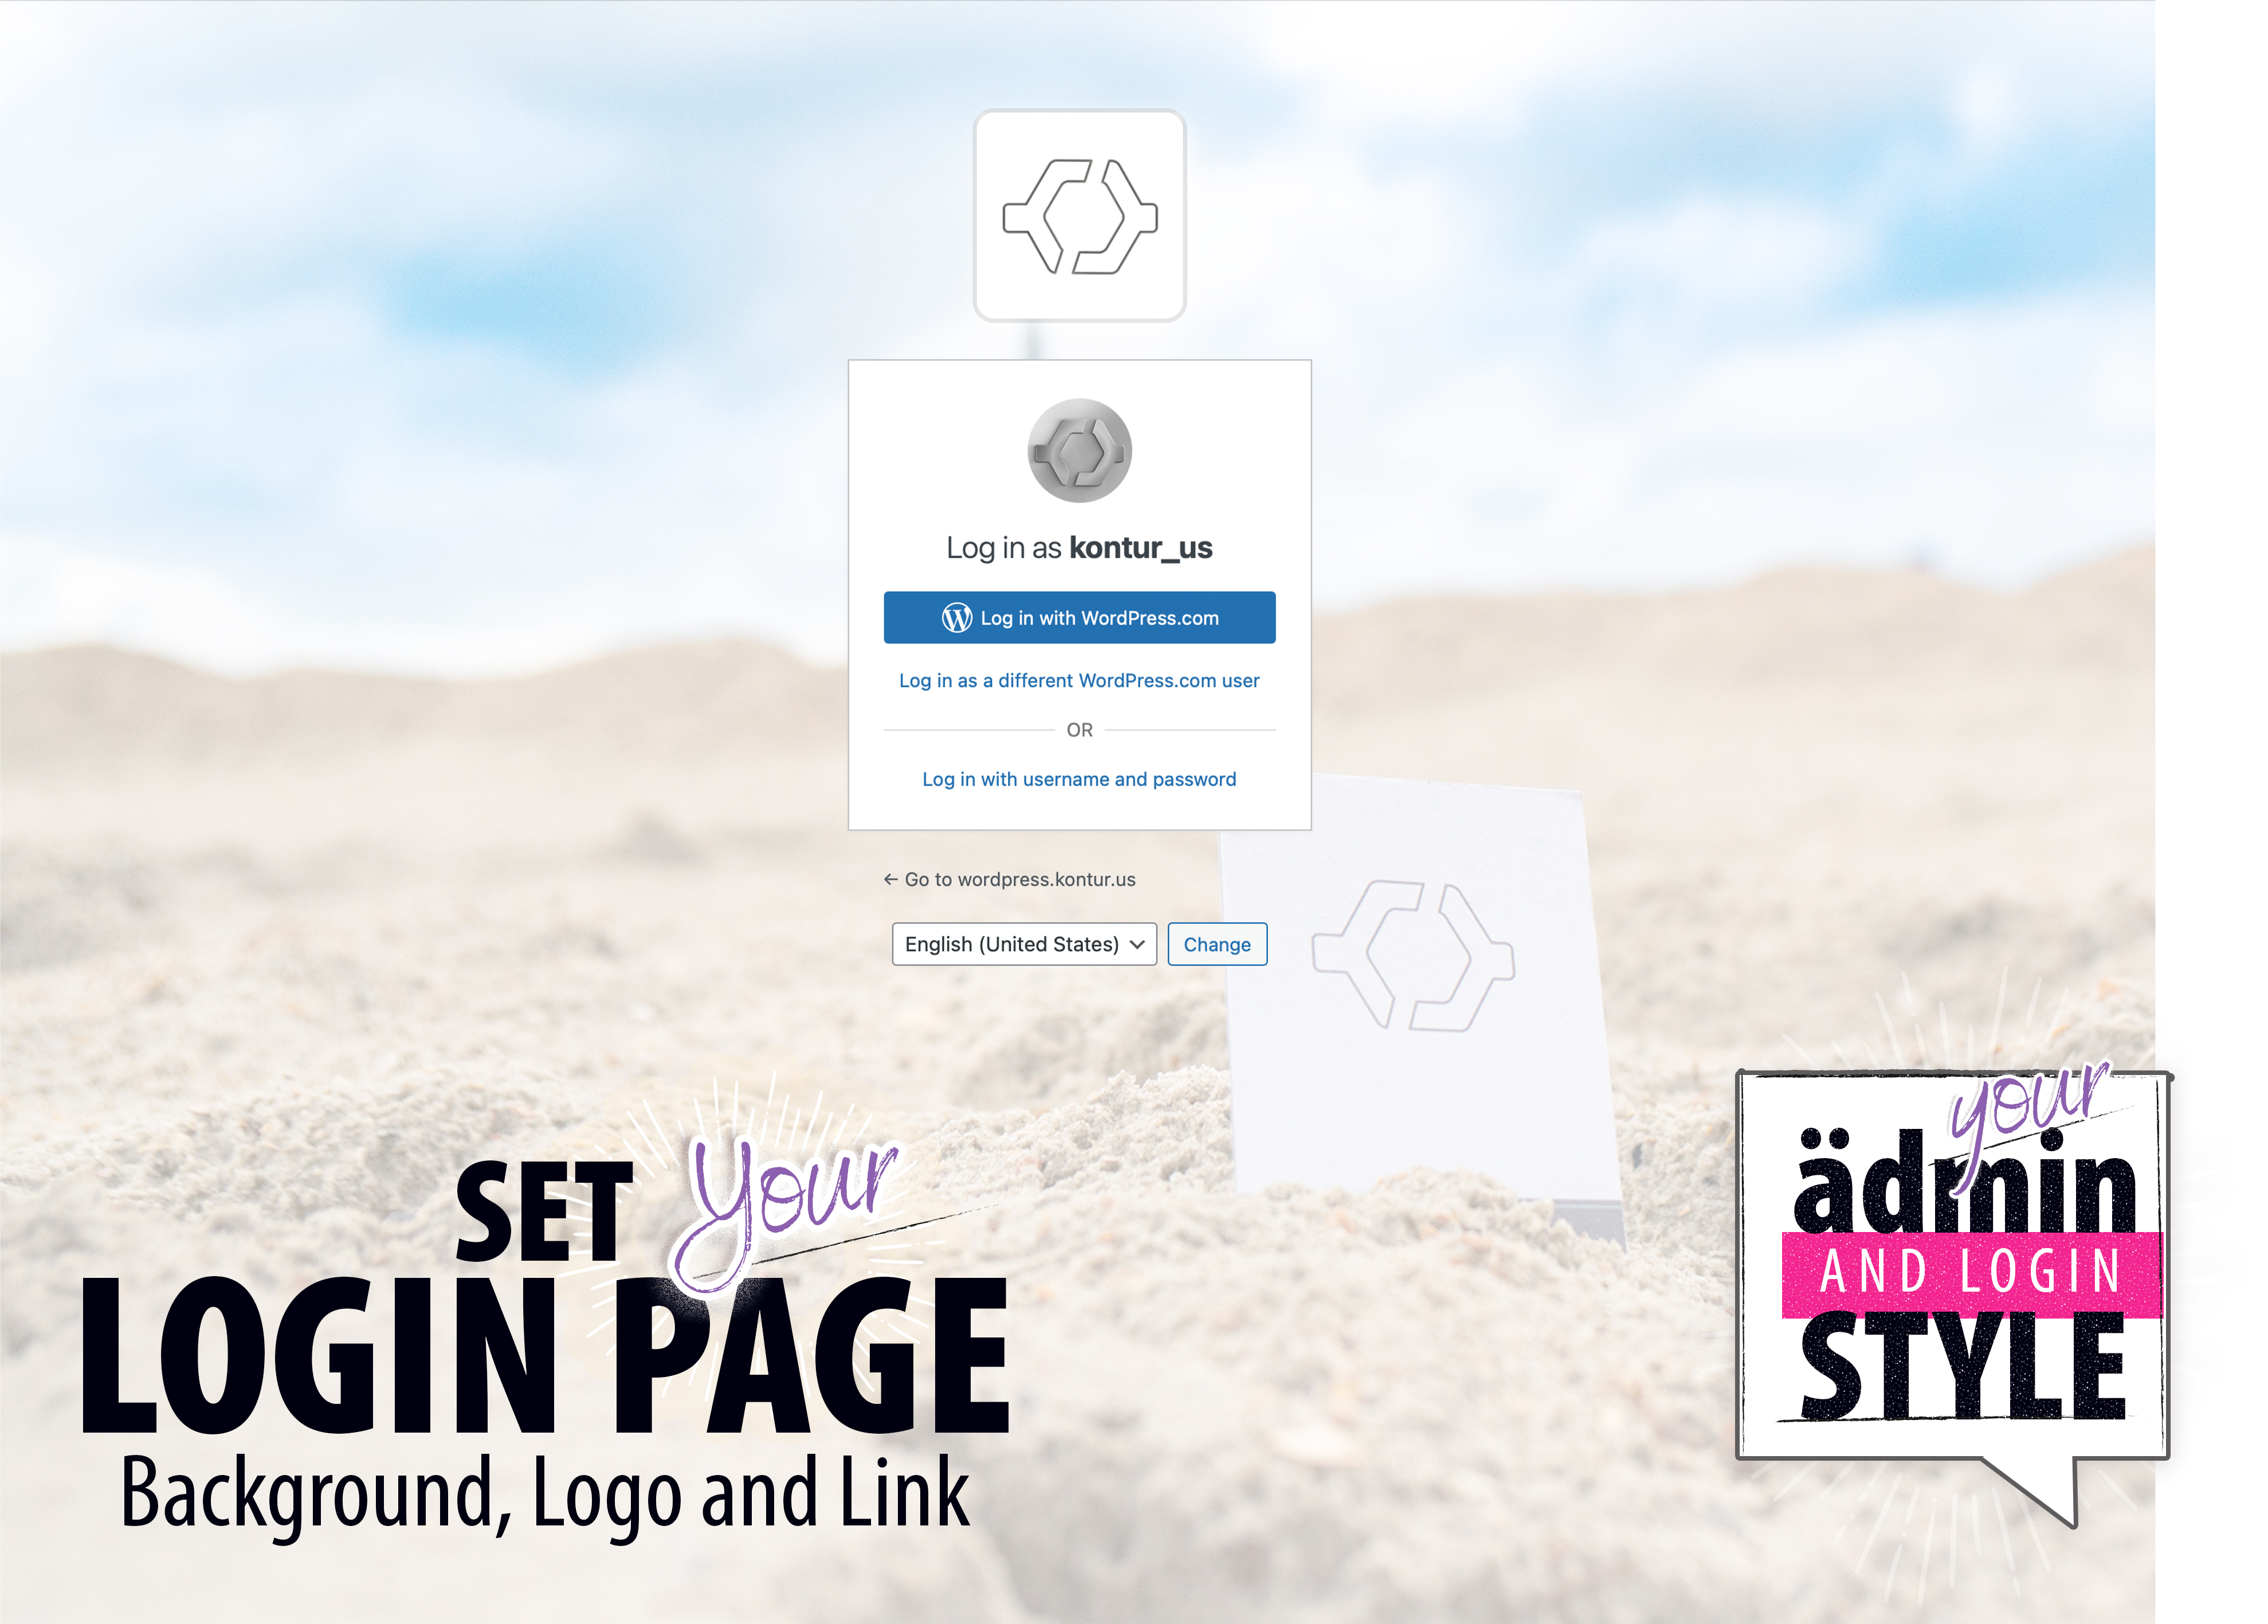 Log in as kontur_us
Log in with WordPress.com
Log in as a different WordPress.com user
OR
Log in with username and password
← Go to wordpress.kontur.us
English (United States)
Change
SET your
LOGIN PAGE
Background, Logo and Link
your
ädmin
AND LOGIN
STYLE